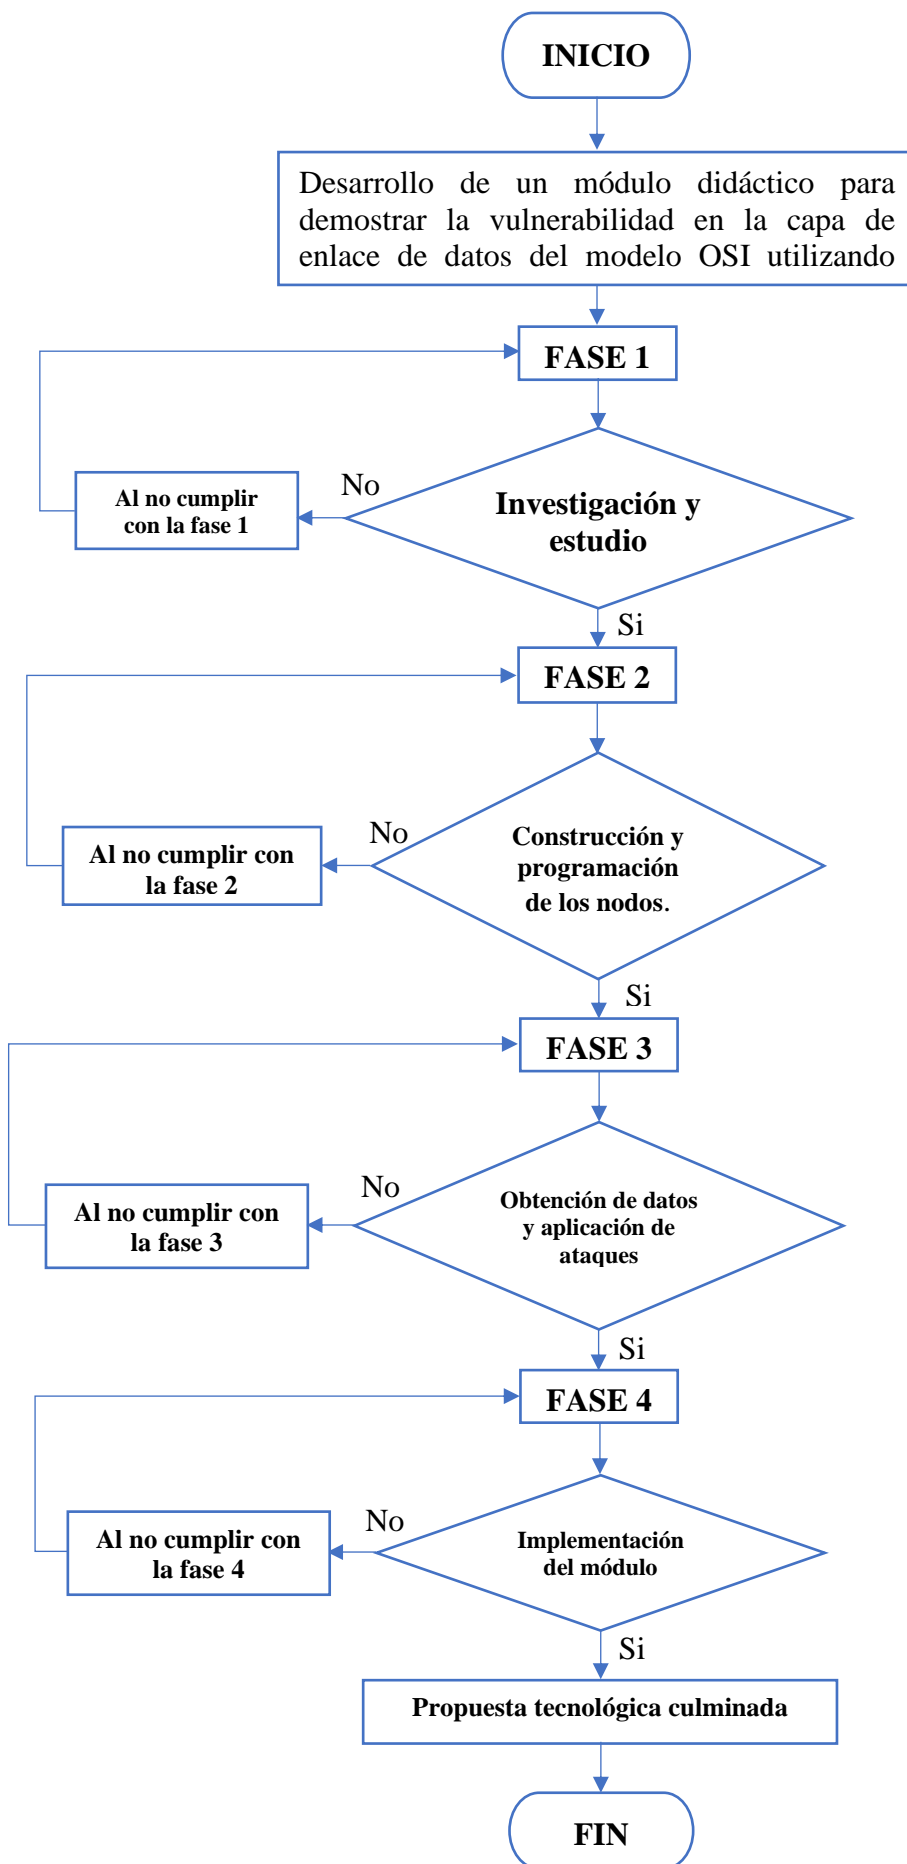 INICIO
Desarrollo de un módulo didáctico para
demostrar la vulnerabilidad en la capa de
enlace de datos del modelo OSI utilizando
FASE 1
No
Al no cumplir
con la fase 1
Investigación y
estudio
Si
FASE 2
No
Al no cumplir con
la fase 2
Construcción y
programación
de los nodos.
Si
FASE 3
No
Al no cumplir con
la fase 3
Obtención de datos
y aplicación de
ataques
Si
FASE 4
No
Al no cumplir con
la fase 4
Implementación
del módulo
Si
Propuesta tecnológica culminada
FIN